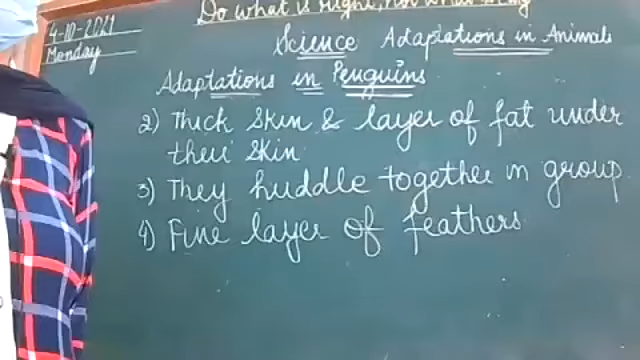 Do what is right, not what is easy
4-10-2021
Monday
Science Adaptations in Animals
Adaptations in Penguins
2) Thick skin & layer of fat under
their skin
3) They huddle together in group
4) Fine layer of feathers